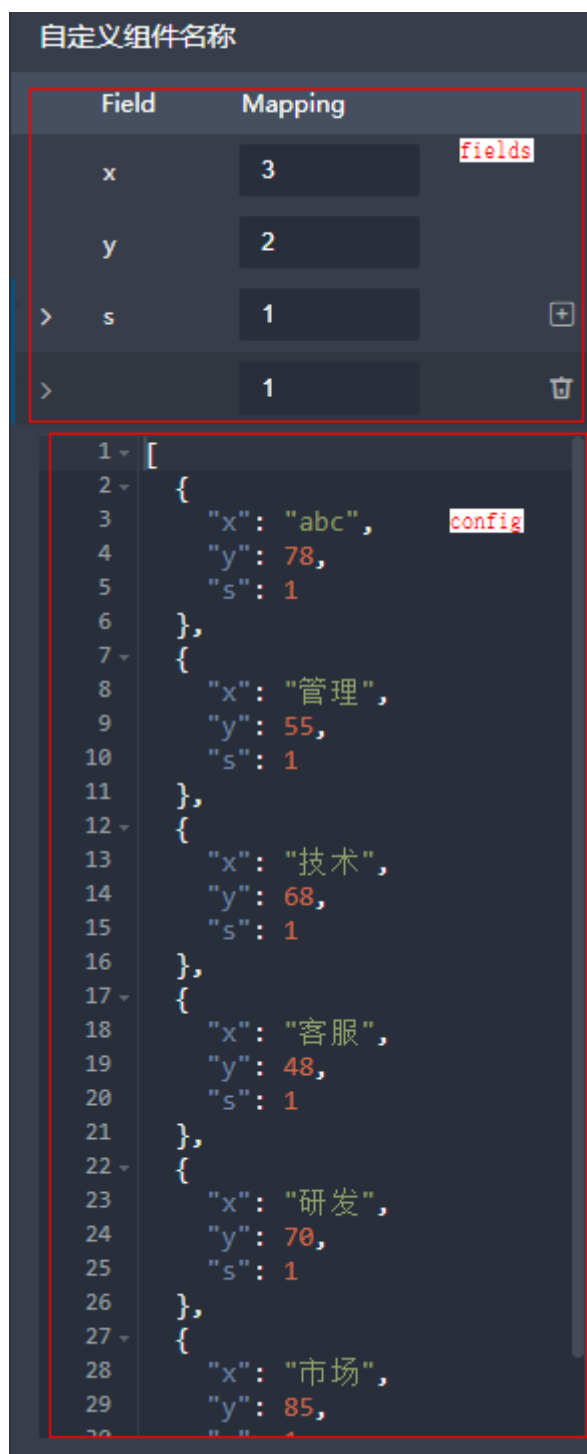 自定义组件名称
Field Mapping
fields
x 3
y 2
s 1
1
1 [
2 {
3 "x": "abc",
config
4 "y": 78,
5 "s": 1
6 },
7 {
8 "x": "管理",
9 "y": 55,
10 "s": 1
11 },
12 {
13 "x": "技术",
14 "y": 68,
15 "s": 1
16 },
17 {
18 "x": "客服",
19 "y": 48,
20 "s": 1
21 },
22 {
23 "x": "研发",
24 "y": 70,
25 "s": 1
26 },
27 {
28 "x": "市场",
29 "y": 85,